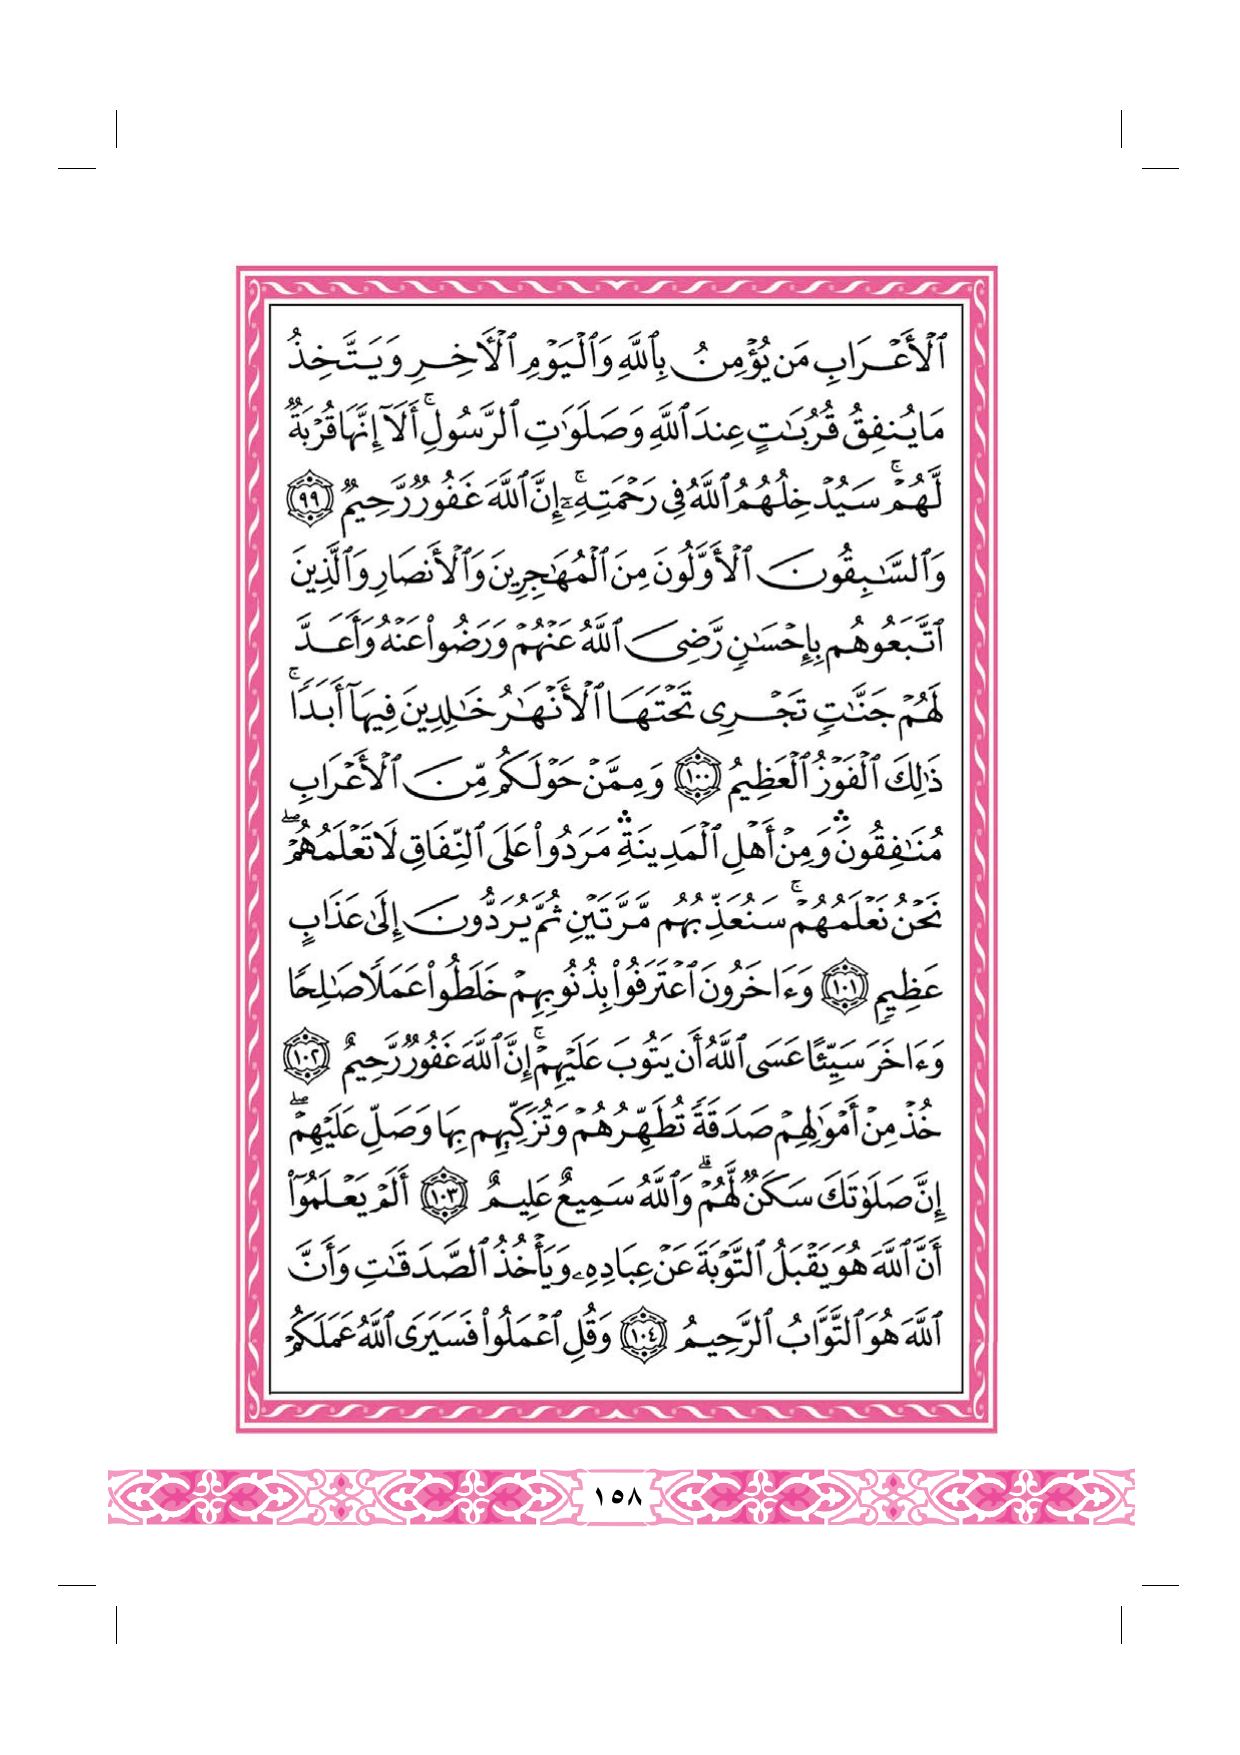 ٱلۡأَعۡرَابِ مَن يُؤۡمِنُ بِٱللَّهِ وَٱلۡيَوۡمِ ٱلۡأٓخِرِ وَيَتَّخِذُ
مَا يُنفِقُ قُرُبَٰتٍ عِندَ ٱللَّهِ وَصَلَوَٰتِ ٱلرَّسُولِۚ أَلَآ إِنَّهَا قُرۡبَةٞ
لَّهُمۡۚ سَيُدۡخِلُهُمُ ٱللَّهُ فِي رَحۡمَتِهِۦٓۚ إِنَّ ٱللَّهَ غَفُورٞ رَّحِيمٞ ٩٩
وَٱلسَّٰبِقُونَ ٱلۡأَوَّلُونَ مِنَ ٱلۡمُهَٰجِرِينَ وَٱلۡأَنصَارِ وَٱلَّذِينَ
ٱتَّبَعُوهُم بِإِحۡسَٰنٖ رَّضِيَ ٱللَّهُ عَنۡهُمۡ وَرَضُواْ عَنۡهُ وَأَعَدَّ
لَهُمۡ جَنَّٰتٖ تَجۡرِي تَحۡتَهَا ٱلۡأَنۡهَٰرُ خَٰلِدِينَ فِيهَآ أَبَدٗاۚ
ذَٰلِكَ ٱلۡفَوۡزُ ٱلۡعَظِيمُ ١٠٠ وَمِمَّنۡ حَوۡلَكُم مِّنَ ٱلۡأَعۡرَابِ
مُنَٰفِقُونَۛ وَمِنۡ أَهۡلِ ٱلۡمَدِينَةِۛ مَرَدُواْ عَلَى ٱلنِّفَاقِ لَا تَعۡلَمُهُمۡۖ
نَحۡنُ نَعۡلَمُهُمۡۚ سَنُعَذِّبُهُم مَّرَّتَيۡنِ ثُمَّ يُرَدُّونَ إِلَىٰ عَذَابٍ
عَظِيمٖ ١٠١ وَءَاخَرُونَ ٱعۡتَرَفُواْ بِذُنُوبِهِمۡ خَلَطُواْ عَمَلٗا صَٰلِحٗا
وَءَاخَرَ سَيِّئًا عَسَى ٱللَّهُ أَن يَتُوبَ عَلَيۡهِمۡۚ إِنَّ ٱللَّهَ غَفُورٞ رَّحِيمٌ ١٠٢
خُذۡ مِنۡ أَمۡوَٰلِهِمۡ صَدَقَةٗ تُطَهِّرُهُمۡ وَتُزَكِّيهِم بِهَا وَصَلِّ عَلَيۡهِمۡۖ
إِنَّ صَلَوٰتَكَ سَكَنٞ لَّهُمۡۗ وَٱللَّهُ سَمِيعٌ عَلِيمٌ ١٠٣ أَلَمۡ يَعۡلَمُوٓاْ
أَنَّ ٱللَّهَ هُوَ يَقۡبَلُ ٱلتَّوۡبَةَ عَنۡ عِبَادِهِۦ وَيَأۡخُذُ ٱلصَّدَقَٰتِ وَأَنَّ
ٱللَّهَ هُوَ ٱلتَّوَّابُ ٱلرَّحِيمُ ١٠٤ وَقُلِ ٱعۡمَلُواْ فَسَيَرَى ٱللَّهُ عَمَلَكُمۡ
١٥٨